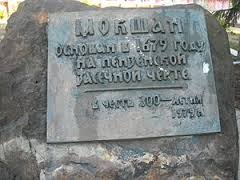 МОКШАН
ОСНОВАН В 1679 ГОДУ
НА ПЕНЗЕНСКОЙ
ЗАСЕЧНОЙ ЧЕРТЕ
В ЧЕСТЬ 300-ЛЕТИЯ
1979 г.